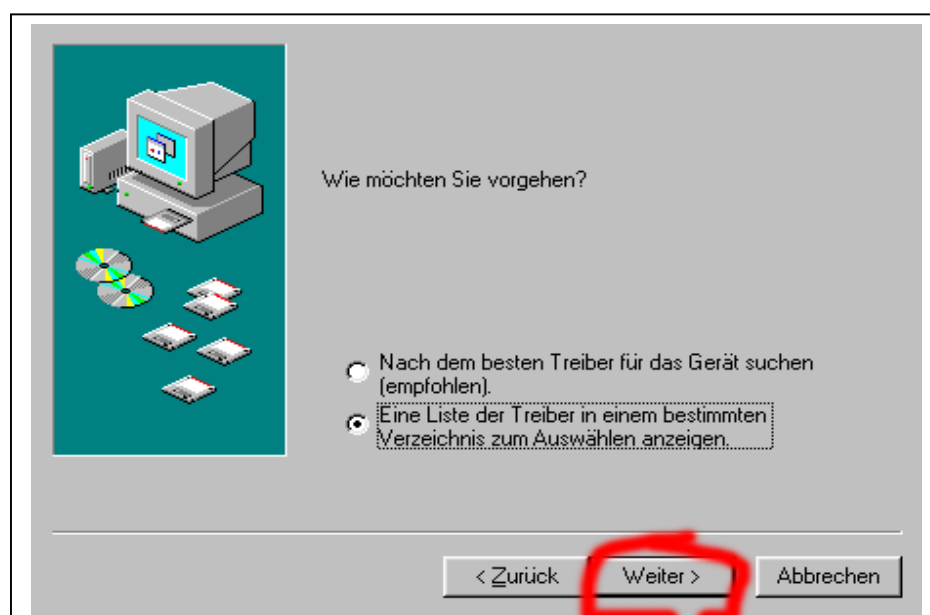 Wie möchten Sie vorgehen?
Nach dem besten Treiber für das Gerät suchen
(empfohlen).
Eine Liste der Treiber in einem bestimmten
Verzeichnis zum Auswählen anzeigen.
< Zurück
Weiter >
Abbrechen